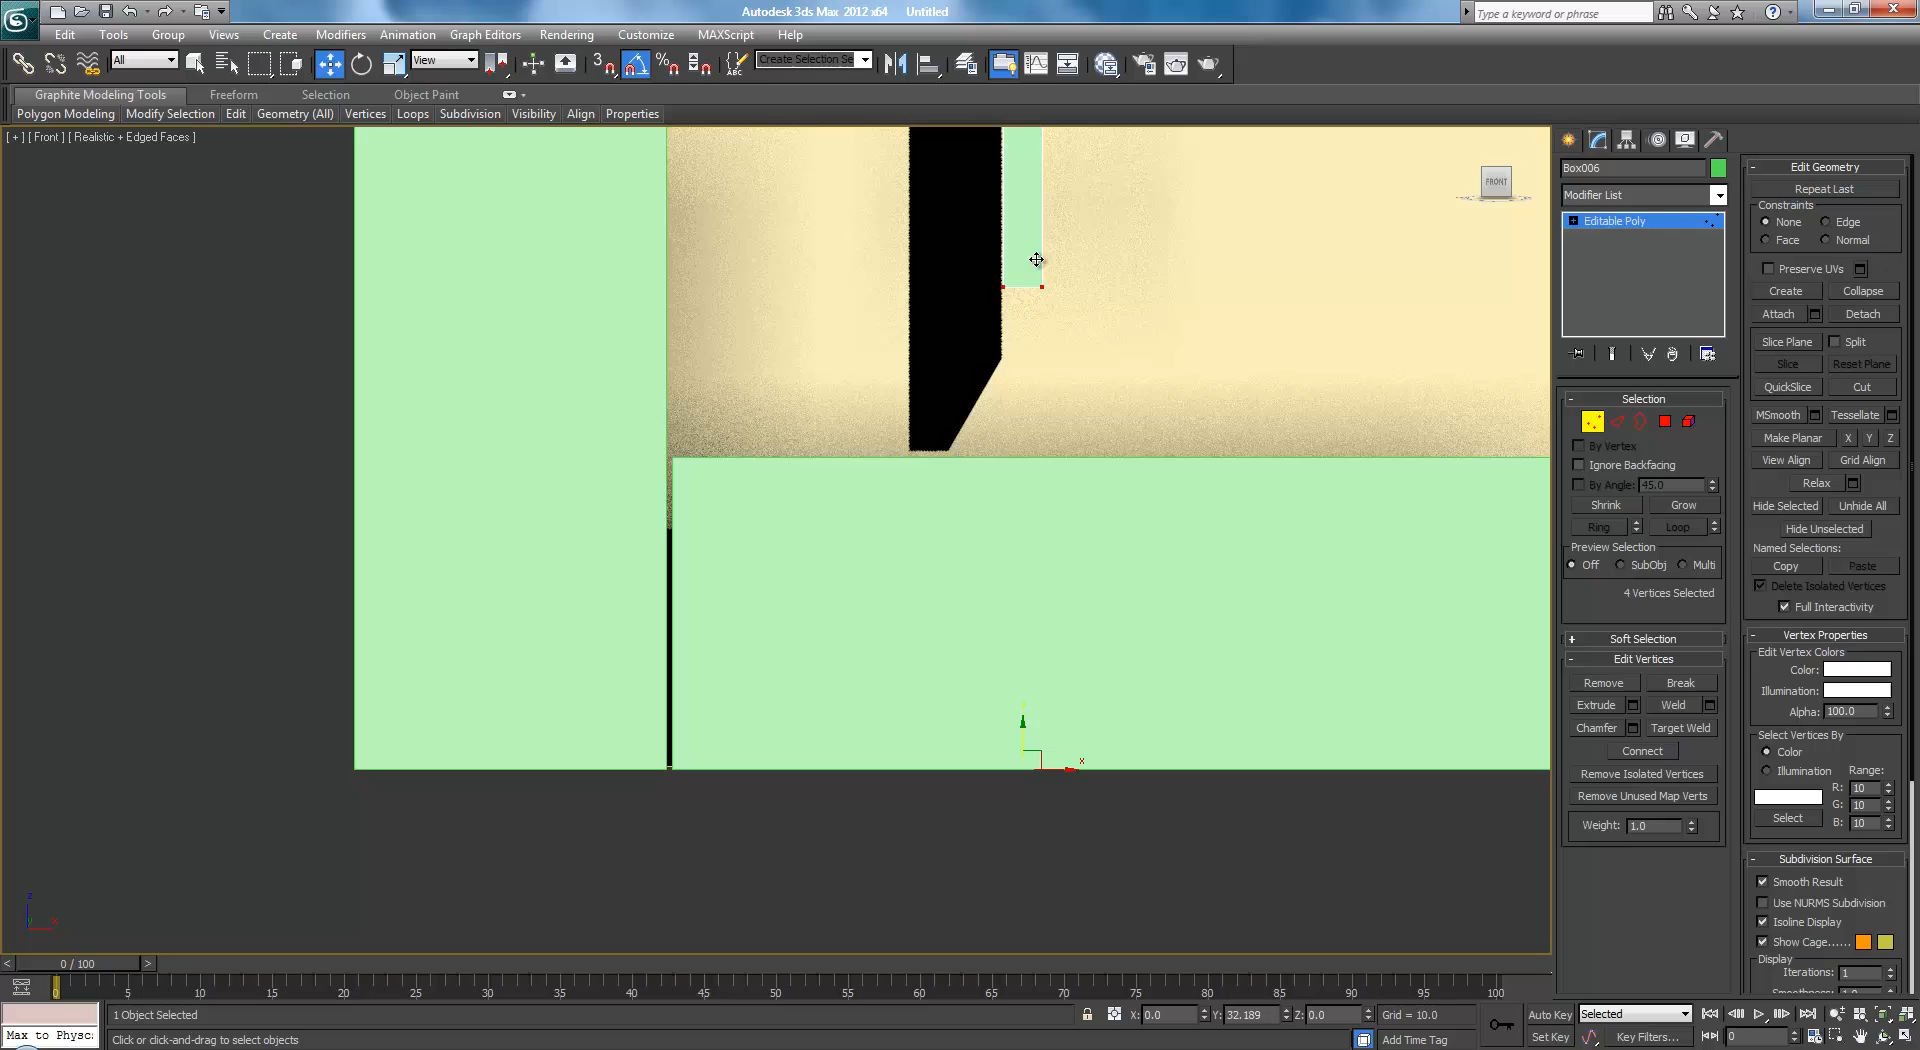 Autodesk 3ds Max 2012 x64 Untitled
Type a keyword or phrase
Edit Tools Group Views Create Modifiers Animation Graph Editors Rendering Customize MAXScript Help
All View 3 Create Selection Se
Graphite Modeling Tools Freeform Selection Object Paint
Polygon Modeling Modify Selection Edit Geometry (All) Vertices Loops Subdivision Visibility Align Properties
[ + ] [ Front ] [ Realistic + Edged Faces ]
FRONT
x
z
x
Box006
Modifier List
Editable Poly
Selection
By Vertex
Ignore Backfacing
By Angle: 45.0
Shrink Grow
Ring Loop
Preview Selection
Off SubObj Multi
4 Vertices Selected
Soft Selection
Edit Vertices
Remove Break
Extrude Weld
Chamfer Target Weld
Connect
Remove Isolated Vertices
Remove Unused Map Verts
Weight: 1.0
Edit Geometry
Repeat Last
Constraints
None Edge
Face Normal
Preserve UVs
Create Collapse
Attach Detach
Slice Plane Split
Slice Reset Plane
QuickSlice Cut
MSmooth Tessellate
Make Planar X Y Z
View Align Grid Align
Relax
Hide Selected Unhide All
Hide Unselected
Named Selections:
Copy Paste
Delete Isolated Vertices
Full Interactivity
Vertex Properties
Edit Vertex Colors
Color:
Illumination:
Alpha: 100.0
Select Vertices By
Color
Illumination Range:
R: 10
G: 10
B: 10
Select
Subdivision Surface
Smooth Result
Use NURMS Subdivision
Isoline Display
Show Cage......
Display
Iterations: 1
< 0 / 100 >
0 5 10 15 20 25 30 35 40 45 50 55 60 65 70 75 80 85 90 95 100
1 Object Selected X: 0.0 Y: 32.189 Z: 0.0 Grid = 10.0 Auto Key Selected
Max to Physc: Click or click-and-drag to select objects Add Time Tag Set Key Key Filters... 0